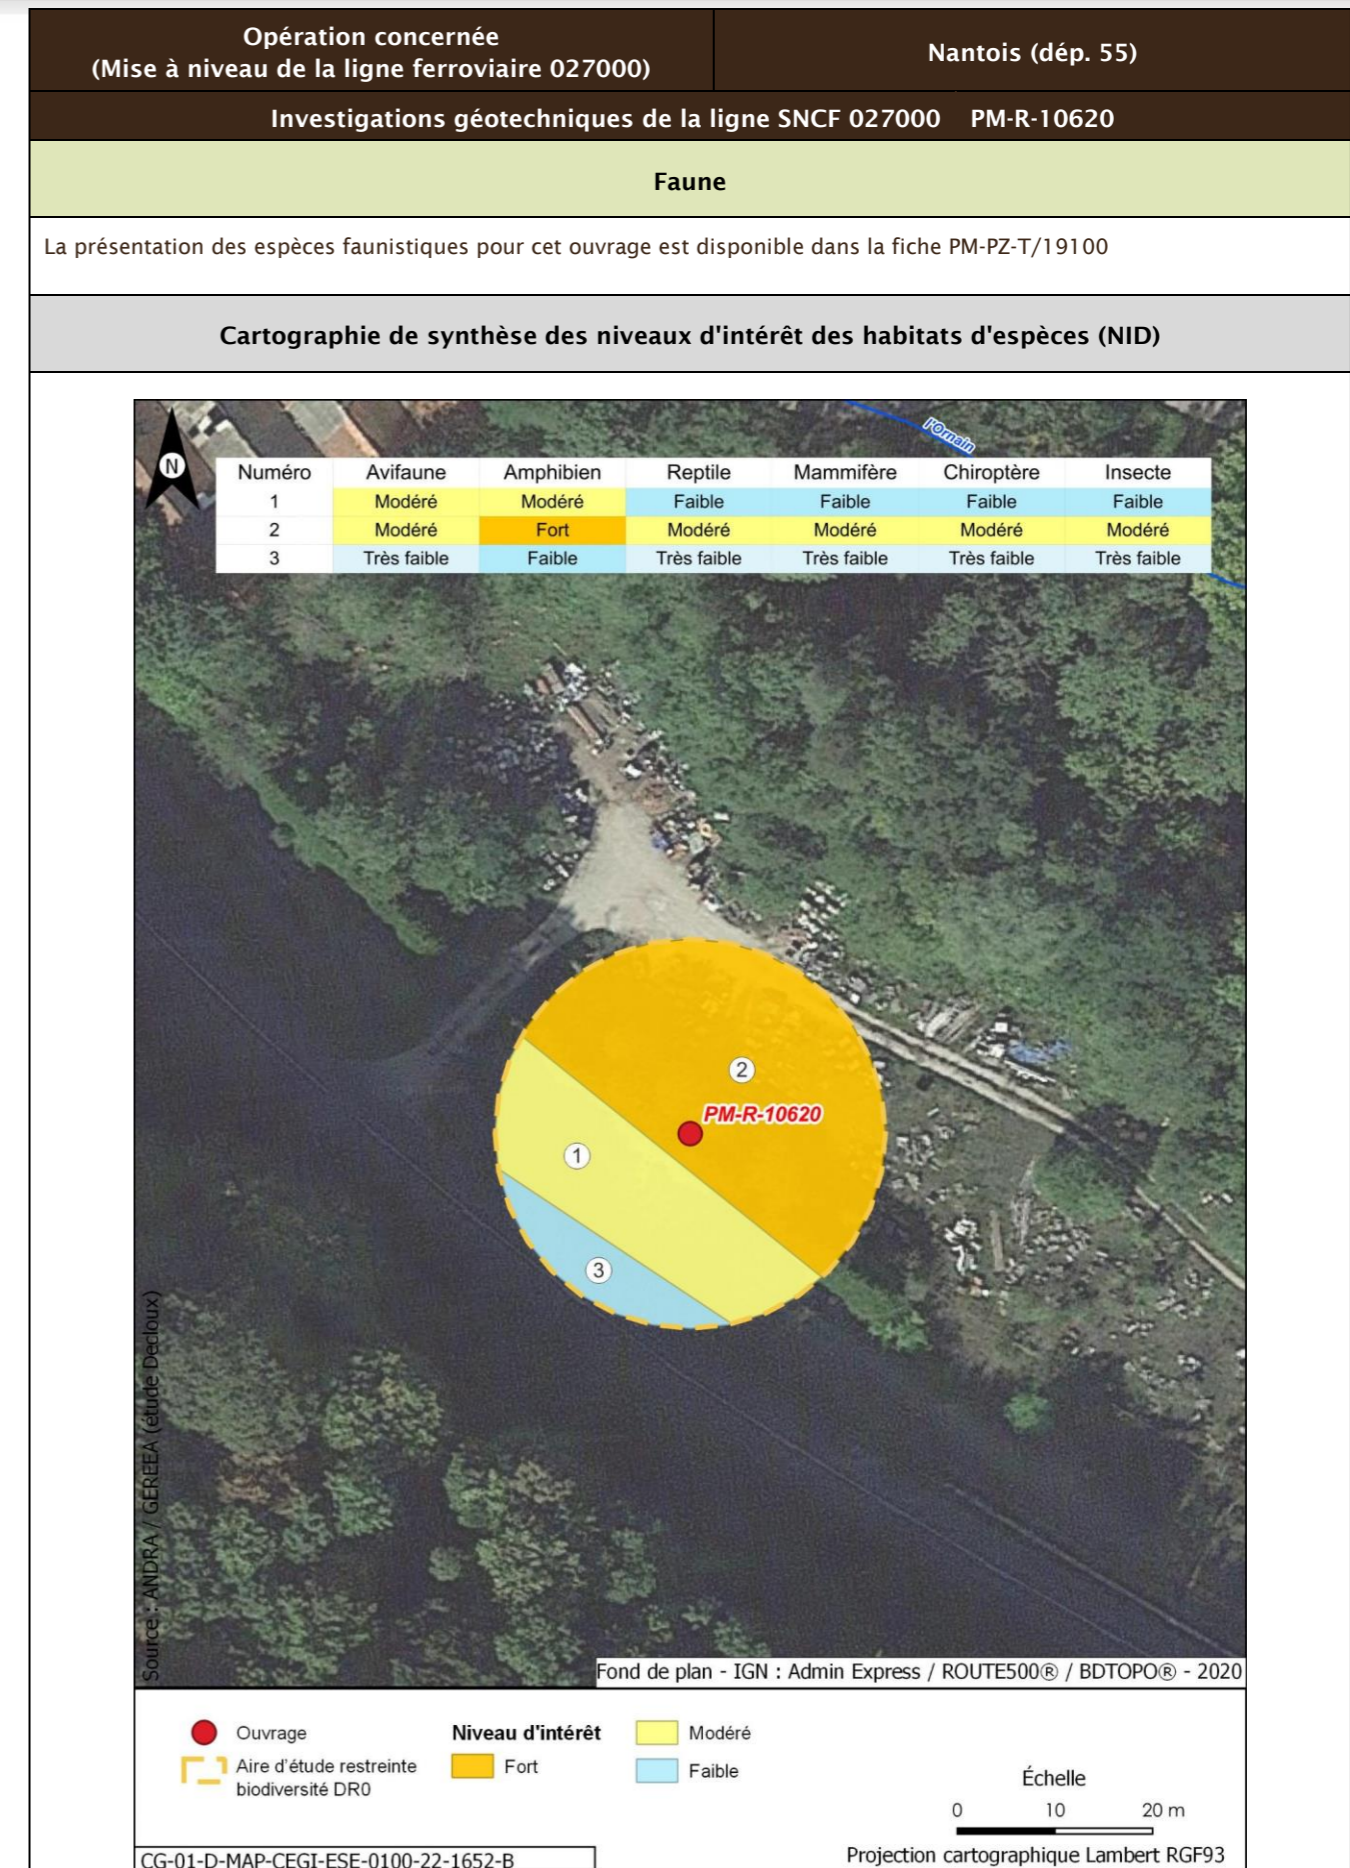 Opération concernée
(Mise à niveau de la ligne ferroviaire 027000)
Nantois (dép. 55)
Investigations géotechniques de la ligne SNCF 027000 PM-R-10620
Faune
La présentation des espèces faunistiques pour cet ouvrage est disponible dans la fiche PM-PZ-T/19100
Cartographie de synthèse des niveaux d'intérêt des habitats d'espèces (NID)
N
l'Ornain
Numéro Avifaune Amphibien Reptile Mammifère Chiroptère Insecte
1 Modéré Modéré Faible Faible Faible Faible
2 Modéré Fort Modéré Modéré Modéré Modéré
3 Très faible Faible Très faible Très faible Très faible Très faible
2
PM-R-10620
1
3
Source : ANDRA / GEREEA (étude Decloux)
Fond de plan - IGN : Admin Express / ROUTE500® / BDTOPO® - 2020
Ouvrage
Aire d'étude restreinte
biodiversité DR0
Niveau d'intérêt
Fort
Modéré
Faible
Échelle
0 10 20 m
Projection cartographique Lambert RGF93
CG-01-D-MAP-CEGI-ESE-0100-22-1652-B